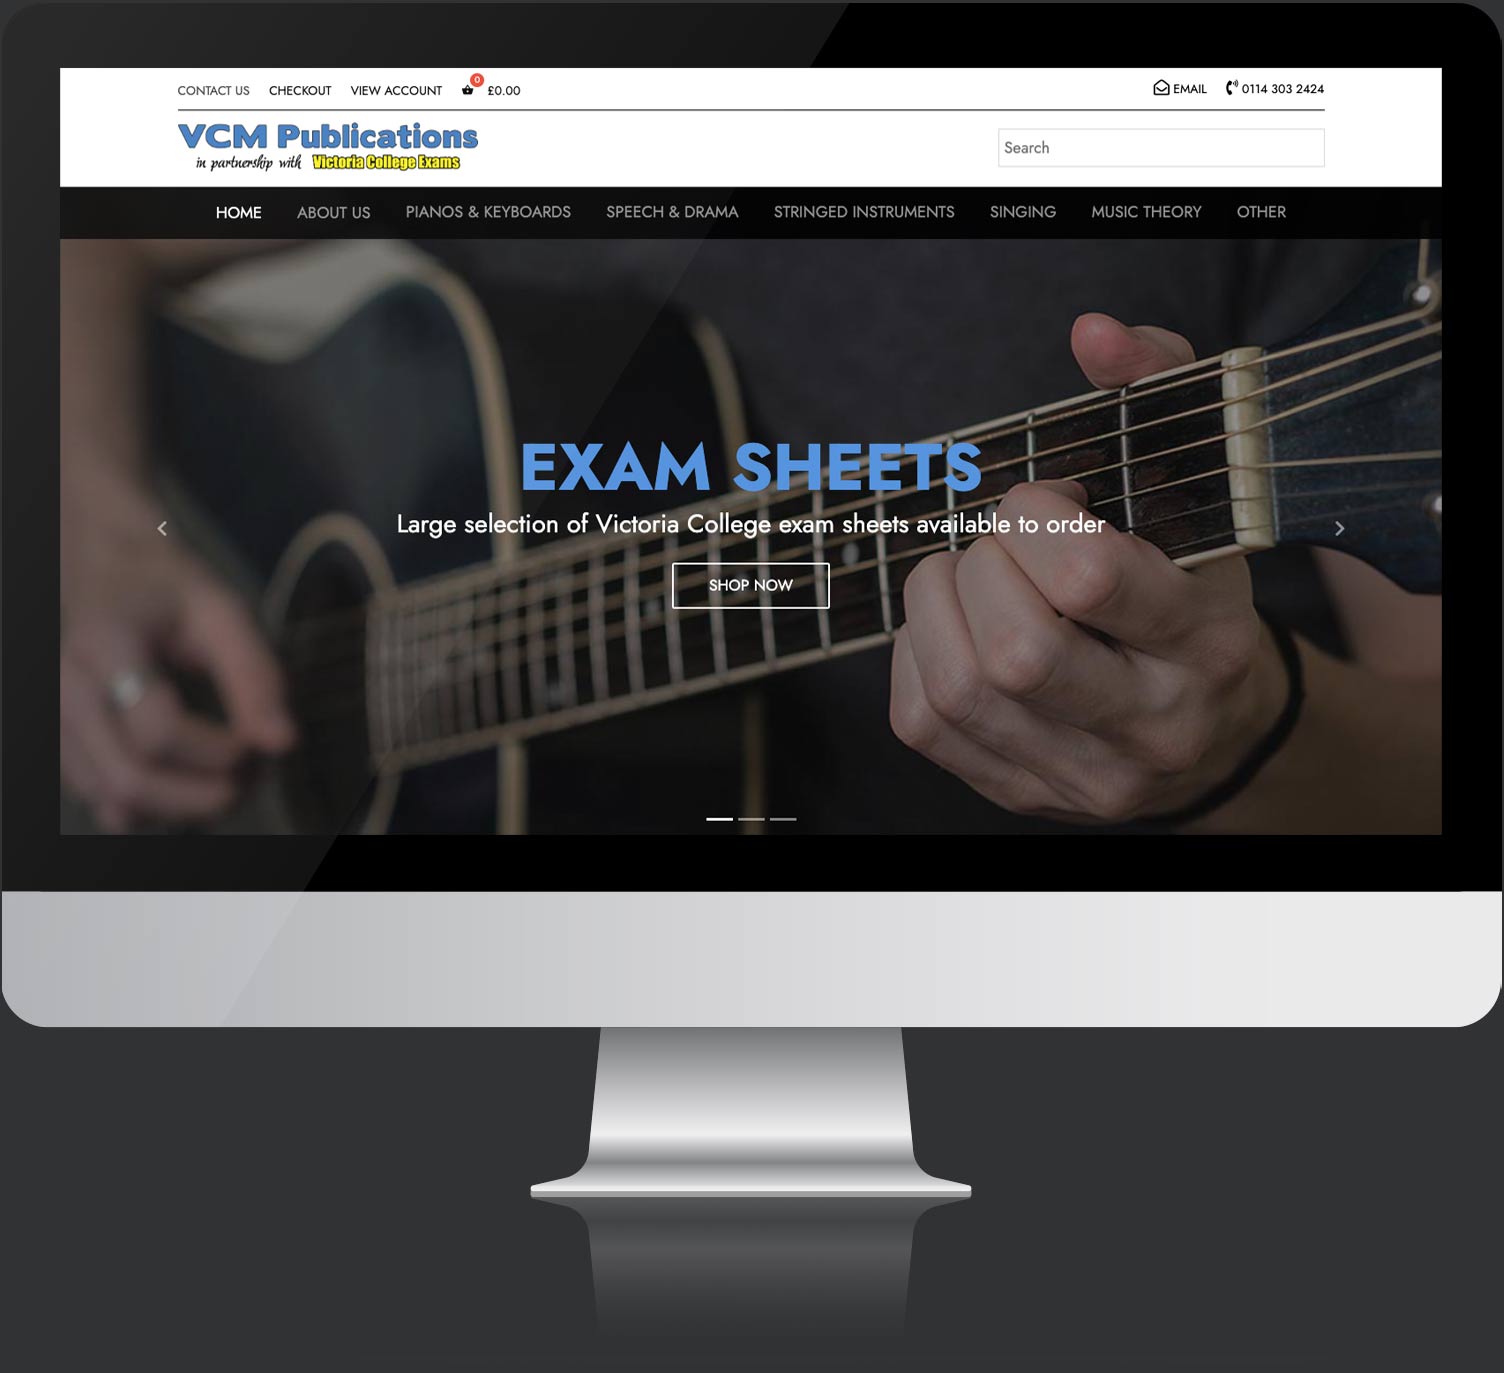 CONTACT US CHECKOUT VIEW ACCOUNT 0 £0.00 EMAIL 0114 303 2424
VCM Publications
in partnership with Victoria College Exams
Search
HOME ABOUT US PIANOS & KEYBOARDS SPEECH & DRAMA STRINGED INSTRUMENTS SINGING MUSIC THEORY OTHER
EXAM SHEETS
Large selection of Victoria College exam sheets available to order
SHOP NOW